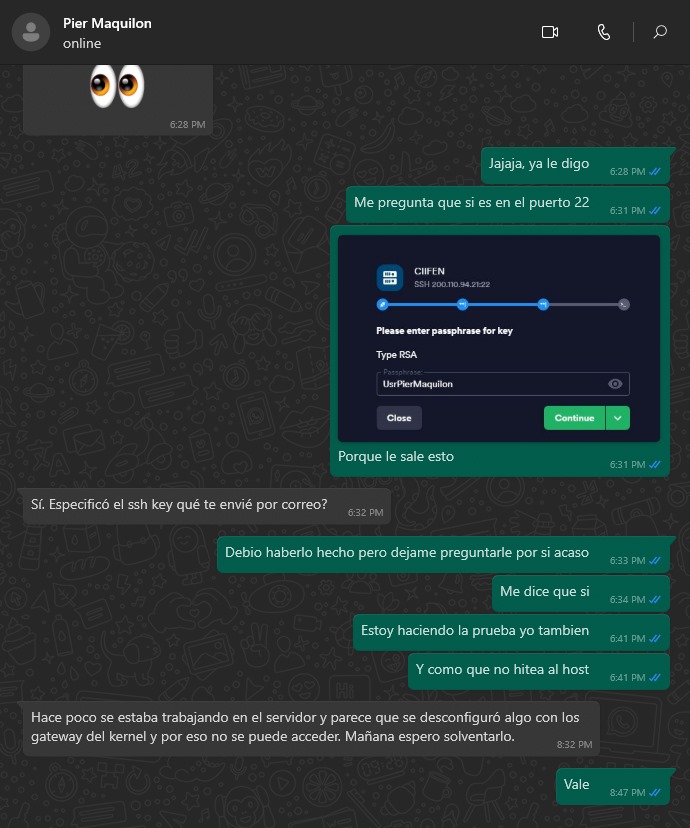 Pier Maquilon
online
6:28 PM
Jajaja, ya le digo
6:28 PM
Me pregunta que si es en el puerto 22
6:31 PM
CIIFEN
SSH 200.110.94.21:22
Please enter passphrase for key
Type RSA
Passphrase:
UsrPierMaquilon
Close
Continue
Porque le sale esto
6:31 PM
Sí. Especificó el ssh key qué te envié por correo?
6:32 PM
Debio haberlo hecho pero dejame preguntarle por si acaso
6:33 PM
Me dice que si
6:34 PM
Estoy haciendo la prueba yo tambien
6:41 PM
Y como que no hitea al host
6:41 PM
Hace poco se estaba trabajando en el servidor y parece que se desconfiguró algo con los
gateway del kernel y por eso no se puede acceder. Mañana espero solventarlo.
8:32 PM
Vale
8:47 PM